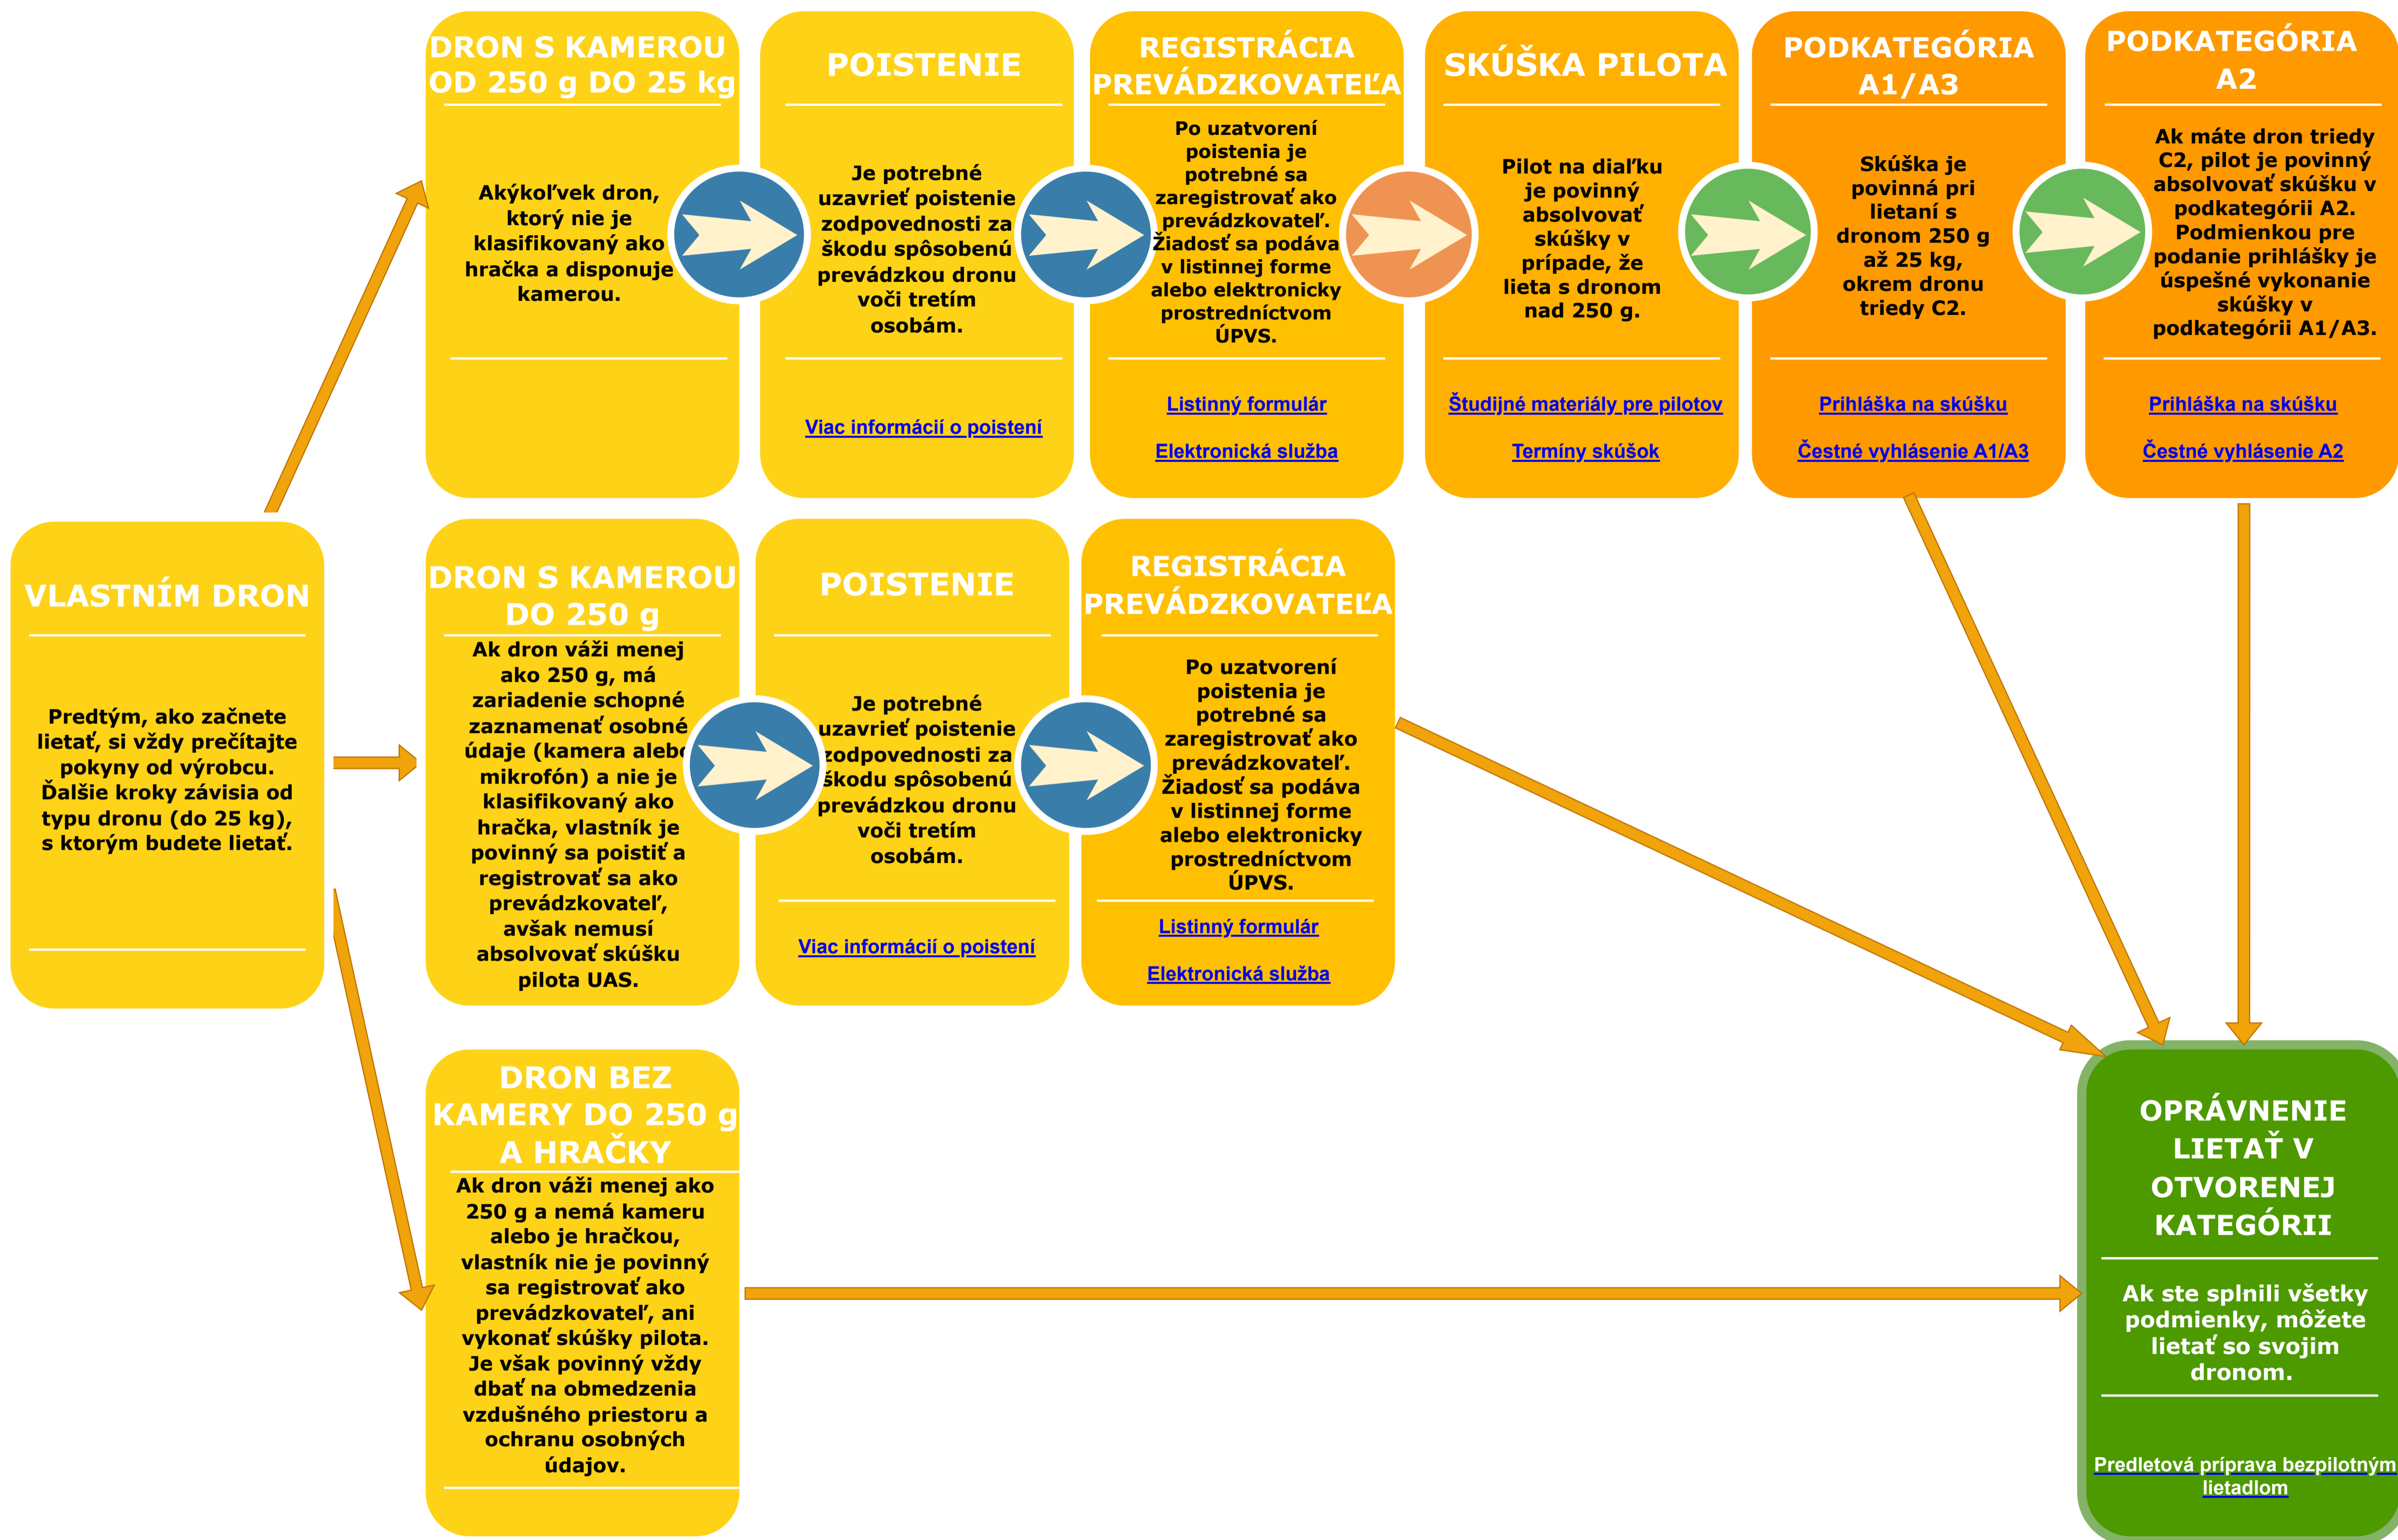 DRON S KAMEROU
OD 250 g DO 25 kg
Akýkoľvek dron,
ktorý nie je
klasifikovaný ako
hračka a disponuje
kamerou.
POISTENIE
Je potrebné
uzavrieť poistenie
zodpovednosti za
škodu spôsobenú
prevádzkou dronu
voči tretím
osobám.
Viac informácií o poistení
REGISTRÁCIA
PREVÁDZKOVATEĽA
Po uzatvorení
poistenia je
potrebné sa
zaregistrovať ako
prevádzkovateľ.
Žiadosť sa podáva
v listinnej forme
alebo elektronicky
prostredníctvom
ÚPVS.
Listinný formulár
Elektronická služba
SKÚŠKA PILOTA
Pilot na diaľku
je povinný
absolvovať
skúšky v
prípade, že
lieta s dronom
nad 250 g.
Študijné materiály pre pilotov
Termíny skúšok
PODKATEGÓRIA
A1/A3
Skúška je
povinná pri
lietaní s
dronom 250 g
až 25 kg,
okrem dronu
triedy C2.
Prihláška na skúšku
Čestné vyhlásenie A1/A3
PODKATEGÓRIA
A2
Ak máte dron triedy
C2, pilot je povinný
absolvovať skúšku v
podkategórii A2.
Podmienkou pre
podanie prihlášky je
úspešné vykonanie
skúšky v
podkategórii A1/A3.
Prihláška na skúšku
Čestné vyhlásenie A2
VLASTNÍM DRON
Predtým, ako začnete
lietať, si vždy prečítajte
pokyny od výrobcu.
Ďalšie kroky závisia od
typu dronu (do 25 kg),
s ktorým budete lietať.
DRON S KAMEROU
DO 250 g
Ak dron váži menej
ako 250 g, má
zariadenie schopné
zaznamenať osobné
údaje (kamera alebo
mikrofón) a nie je
klasifikovaný ako
hračka, vlastník je
povinný sa poistiť a
registrovať sa ako
prevádzkovateľ,
avšak nemusí
absolvovať skúšku
pilota UAS.
POISTENIE
Je potrebné
uzavrieť poistenie
zodpovednosti za
škodu spôsobenú
prevádzkou dronu
voči tretím
osobám.
Viac informácií o poistení
REGISTRÁCIA
PREVÁDZKOVATEĽA
Po uzatvorení
poistenia je
potrebné sa
zaregistrovať ako
prevádzkovateľ.
Žiadosť sa podáva
v listinnej forme
alebo elektronicky
prostredníctvom
ÚPVS.
Listinný formulár
Elektronická služba
DRON BEZ
KAMERY DO 250 g
A HRAČKY
Ak dron váži menej ako
250 g a nemá kameru
alebo je hračkou,
vlastník nie je povinný
sa registrovať ako
prevádzkovateľ, ani
vykonať skúšky pilota.
Je však povinný vždy
dbať na obmedzenia
vzdušného priestoru a
ochranu osobných
údajov.
OPRÁVNENIE
LIETAŤ V
OTVORENEJ
KATEGÓRII
Ak ste splnili všetky
podmienky, môžete
lietať so svojim
dronom.
Predletová príprava bezpilotným
lietadlom